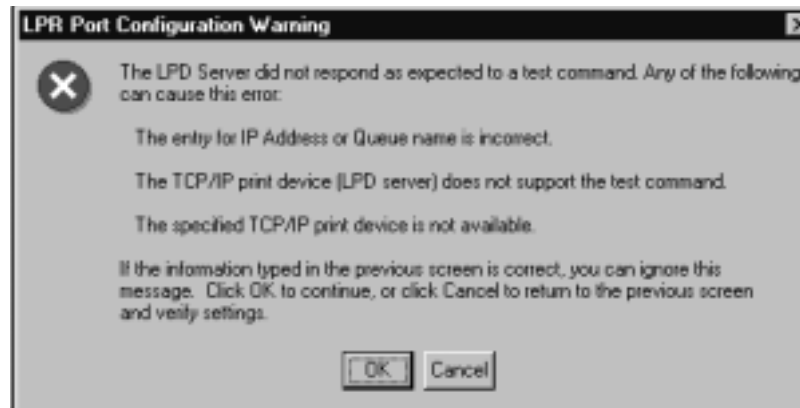 LPR Port Configuration Warning
The LPD Server did not respond as expected to a test command. Any of the following
can cause this error:
The entry for IP Address or Queue name is incorrect.
The TCP/IP print device (LPD server) does not support the test command.
The specified TCP/IP print device is not available.
If the information typed in the previous screen is correct, you can ignore this
message. Click OK to continue, or click Cancel to return to the previous screen
and verify settings.
OK Cancel